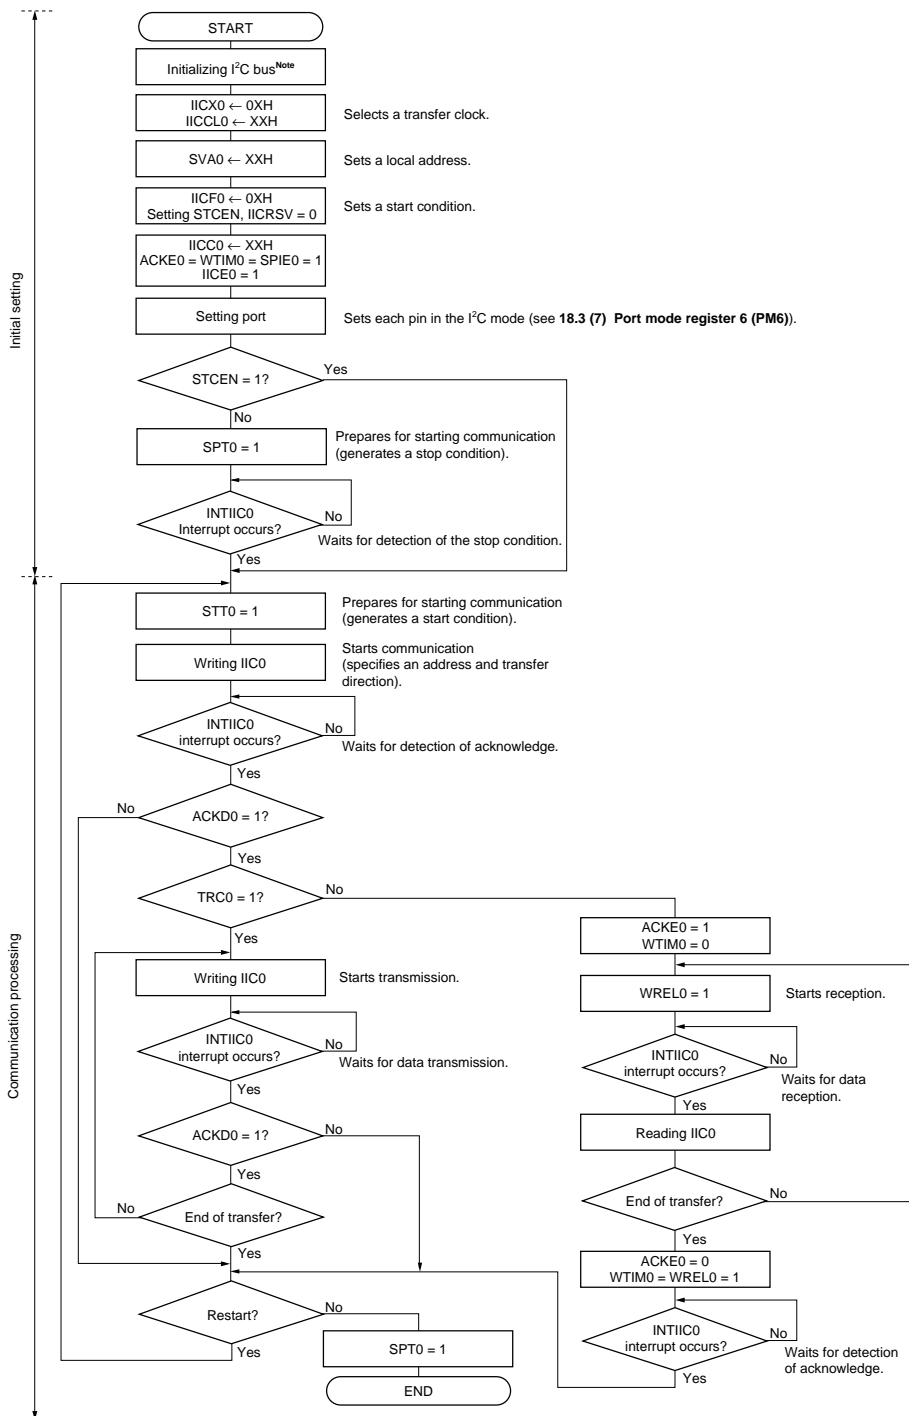 START
Initializing I²C busNote
IICX0 ← 0XH
IICCL0 ← XXH
Selects a transfer clock.
SVA0 ← XXH
Sets a local address.
IICF0 ← 0XH
Setting STCEN, IICRSV = 0
Sets a start condition.
IICC0 ← XXH
ACKE0 = WTIM0 = SPIE0 = 1
IICE0 = 1
Initial setting
Setting port
Sets each pin in the I²C mode (see 18.3 (7) Port mode register 6 (PM6)).
STCEN = 1?
Yes
No
SPT0 = 1
Prepares for starting communication
(generates a stop condition).
INTIIC0
Interrupt occurs?
No
Waits for detection of the stop condition.
Yes
STT0 = 1
Prepares for starting communication
(generates a start condition).
Writing IIC0
Starts communication
(specifies an address and transfer
direction).
INTIIC0
interrupt occurs?
No
Waits for detection of acknowledge.
Yes
No
ACKD0 = 1?
Yes
TRC0 = 1?
No
Yes
Communication processing
Writing IIC0
Starts transmission.
INTIIC0
interrupt occurs?
No
Waits for data transmission.
Yes
ACKD0 = 1?
No
Yes
No
End of transfer?
Yes
ACKE0 = 1
WTIM0 = 0
WREL0 = 1
Starts reception.
INTIIC0
interrupt occurs?
No
Waits for data
reception.
Yes
Reading IIC0
End of transfer?
No
Yes
ACKE0 = 0
WTIM0 = WREL0 = 1
INTIIC0
interrupt occurs?
No
Waits for detection
of acknowledge.
Yes
Restart?
No
Yes
SPT0 = 1
END